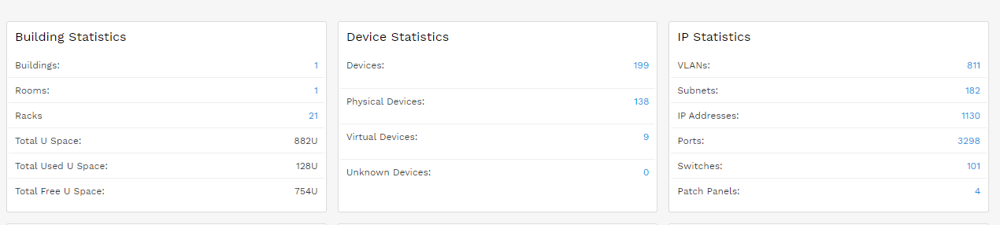 Building Statistics
Buildings: 1
Rooms: 1
Racks 21
Total U Space: 882U
Total Used U Space: 128U
Total Free U Space: 754U
Device Statistics
Devices: 199
Physical Devices: 138
Virtual Devices: 9
Unknown Devices: 0
IP Statistics
VLANs: 811
Subnets: 182
IP Addresses: 1130
Ports: 3298
Switches: 101
Patch Panels: 4